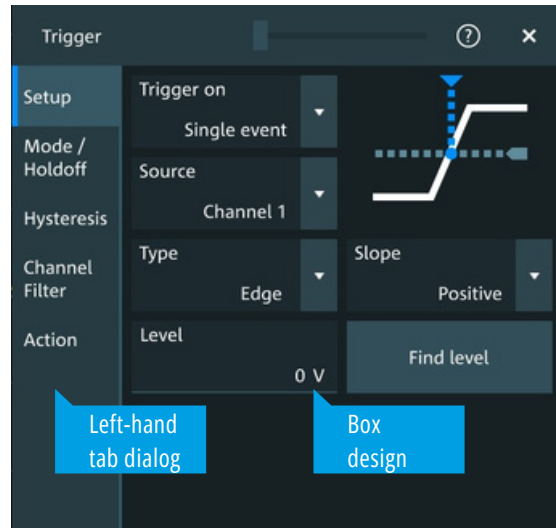 Trigger
?
×
Setup
Mode /
Holdoff
Hysteresis
Channel
Filter
Action
Trigger on
Single event
Source
Channel 1
Type
Edge
Slope
Positive
Level
0 V
Find level
Left-hand
tab dialog
Box
design